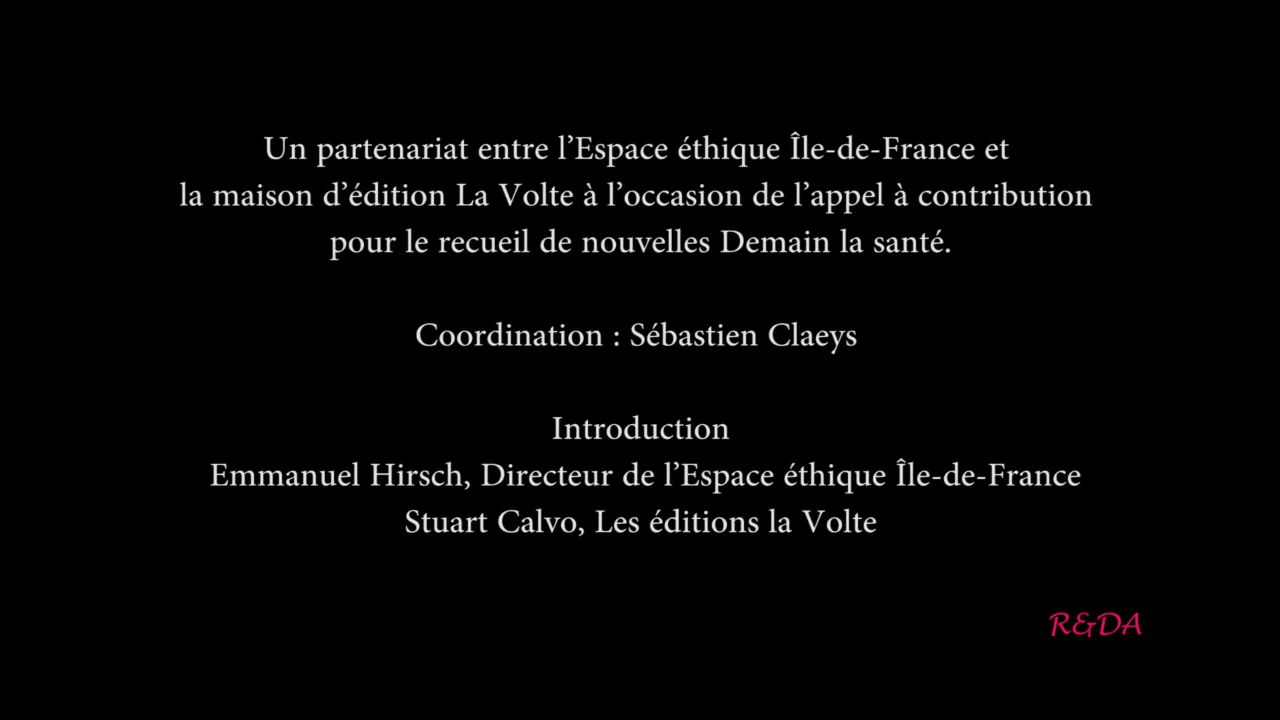 Un partenariat entre l’Espace éthique Île-de-France et
la maison d’édition La Volte à l’occasion de l’appel à contribution
pour le recueil de nouvelles Demain la santé.
Coordination : Sébastien Claeys
Introduction
Emmanuel Hirsch, Directeur de l’Espace éthique Île-de-France
Stuart Calvo, Les éditions la Volte
R&DA